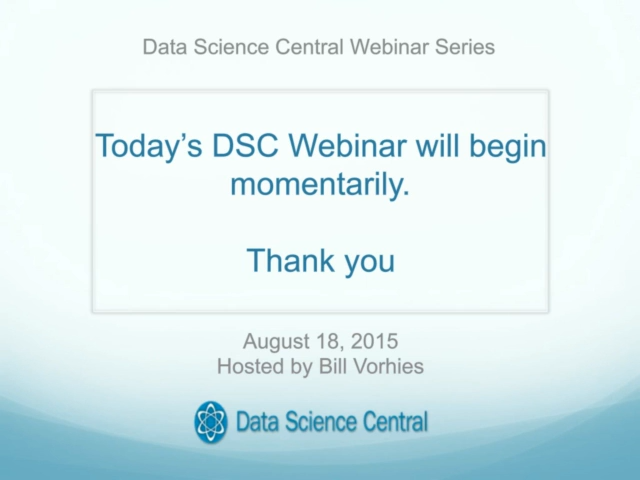 Data Science Central Webinar Series
Today’s DSC Webinar will begin
momentarily.
Thank you
August 18, 2015
Hosted by Bill Vorhies
Data Science Central